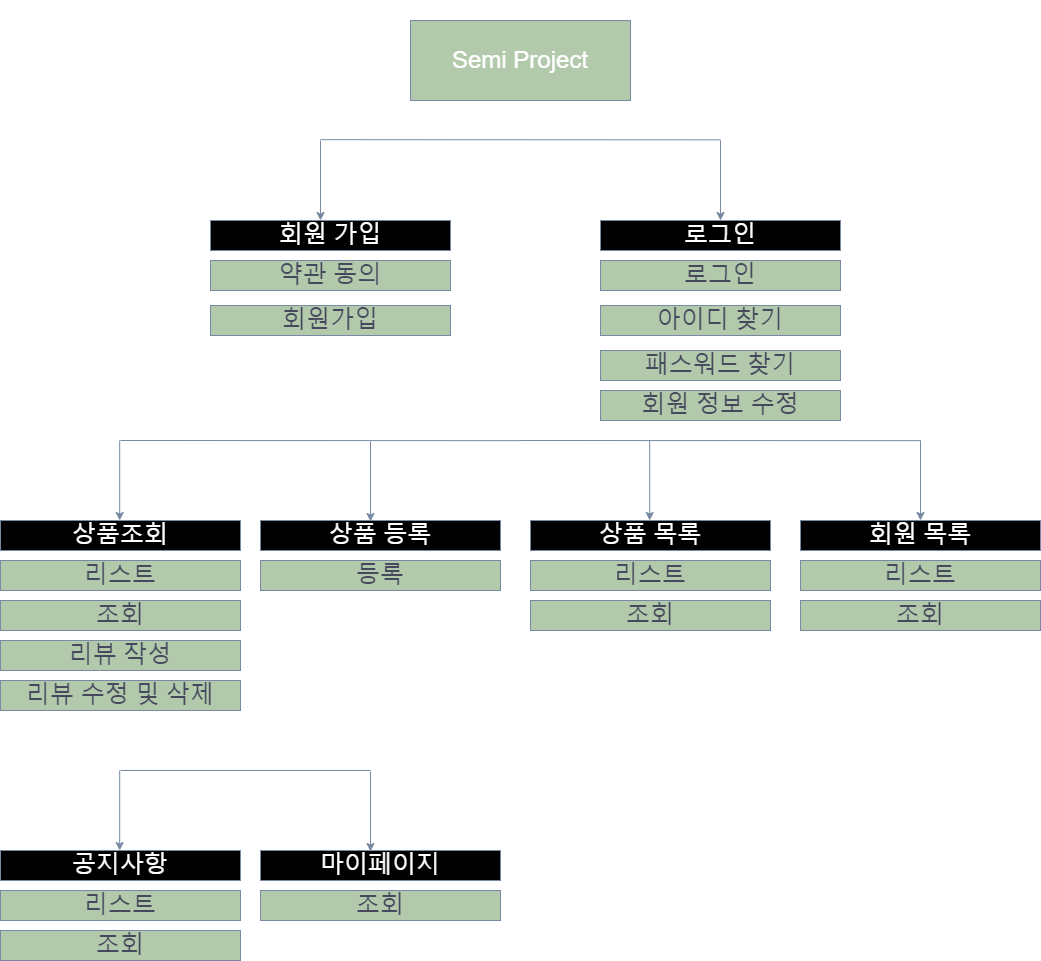 Semi Project
회원 가입
약관 동의
회원가입
로그인
로그인
아이디 찾기
패스워드 찾기
회원 정보 수정
상품조회
리스트
조회
리뷰 작성
리뷰 수정 및 삭제
상품 등록
등록
상품 목록
리스트
조회
회원 목록
리스트
조회
공지사항
리스트
조회
마이페이지
조회